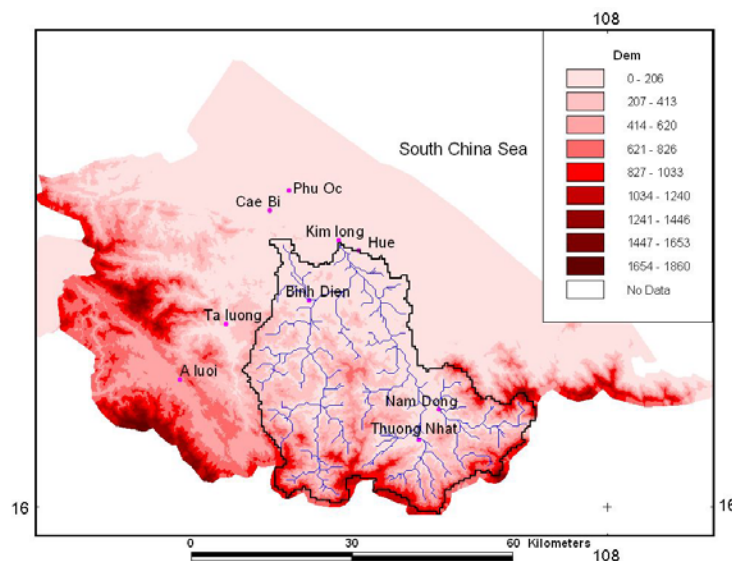 108
Dem
0 - 206
207 - 413
414 - 620
621 - 826
827 - 1033
1034 - 1240
1241 - 1446
1447 - 1653
1654 - 1860
No Data
South China Sea
Phu Oc
Cae Bi
Kim long
Hue
Binh Dien
Ta luong
A luoi
Nam Dong
Thuong Nhat
16
16
0
30
60 Kilometers
108